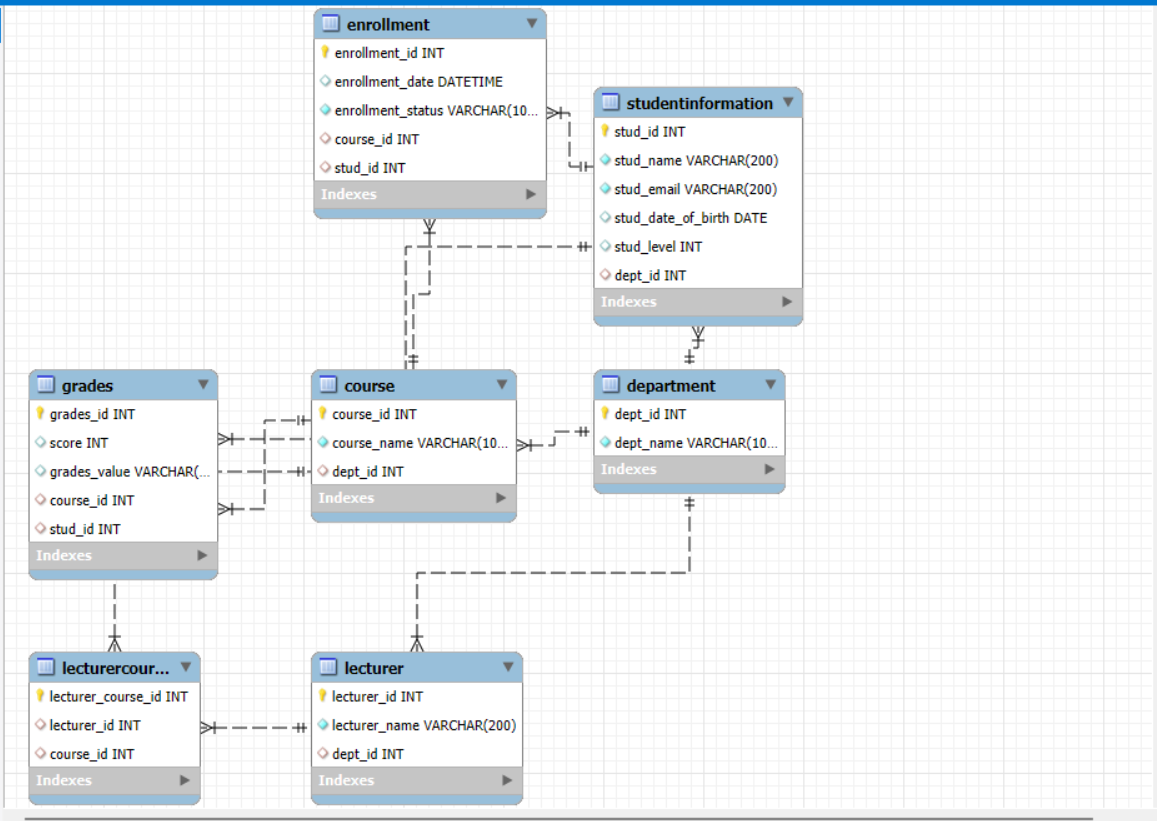 enrollment
enrollment_id INT
enrollment_date DATETIME
enrollment_status VARCHAR(10...
course_id INT
stud_id INT
Indexes
studentinformation
stud_id INT
stud_name VARCHAR(200)
stud_email VARCHAR(200)
stud_date_of_birth DATE
stud_level INT
dept_id INT
Indexes
grades
grades_id INT
score INT
grades_value VARCHAR(...
course_id INT
stud_id INT
Indexes
course
course_id INT
course_name VARCHAR(10...
dept_id INT
Indexes
department
dept_id INT
dept_name VARCHAR(10...
Indexes
lecturercour...
lecturer_course_id INT
lecturer_id INT
course_id INT
Indexes
lecturer
lecturer_id INT
lecturer_name VARCHAR(200)
dept_id INT
Indexes